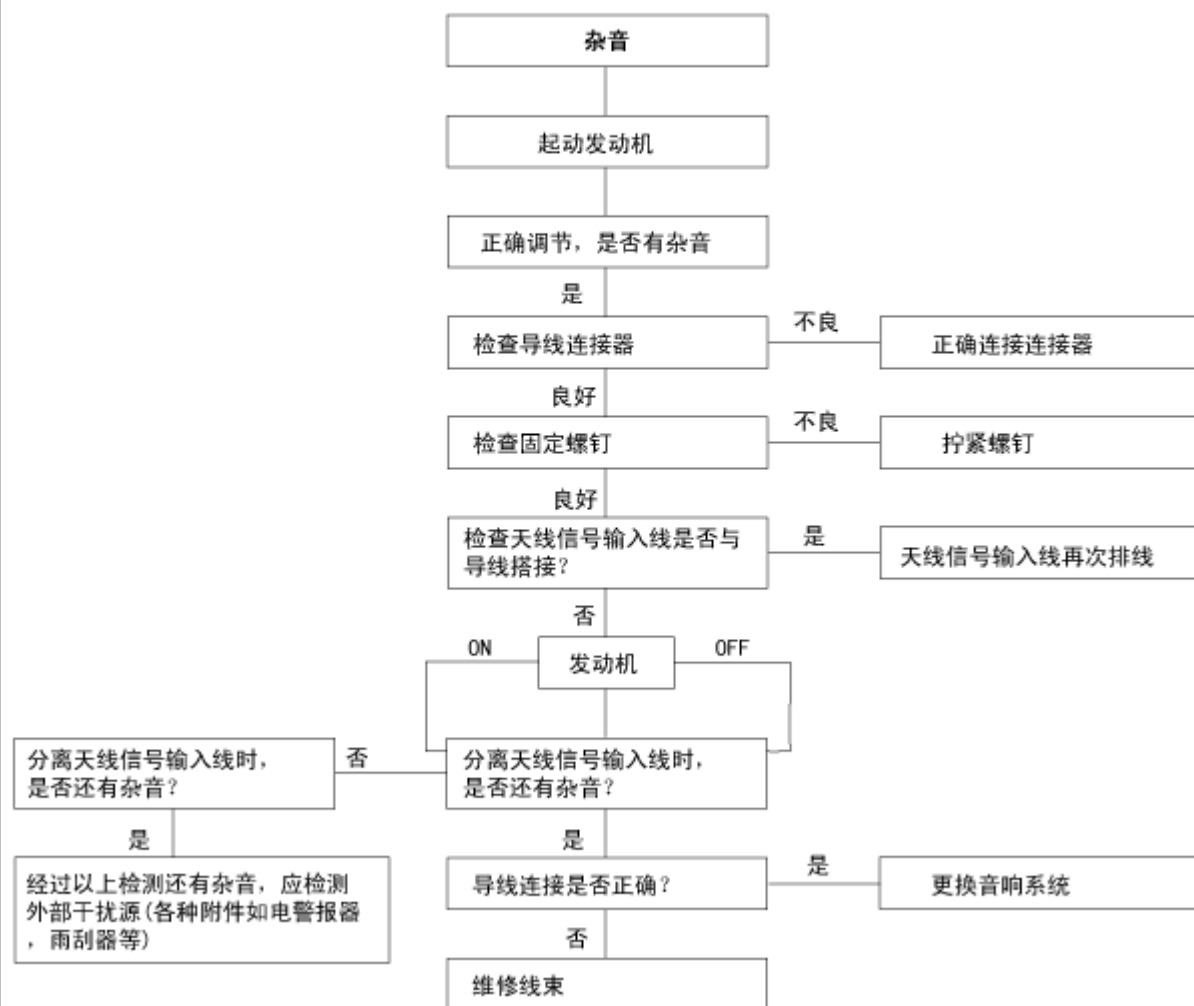 杂音
起动发动机
正确调节，是否有杂音
是
检查导线连接器
不良
正确连接连接器
良好
检查固定螺钉
不良
拧紧螺钉
良好
检查天线信号输入线是否与
导线搭接？
是
天线信号输入线再次排线
否
ON
发动机
OFF
分离天线信号输入线时，
是否还有杂音？
否
分离天线信号输入线时，
是否还有杂音？
是
经过以上检测还有杂音，应检测
外部干扰源(各种附件如电警报器
，雨刮器等)
是
导线连接是否正确？
是
更换音响系统
否
维修线束